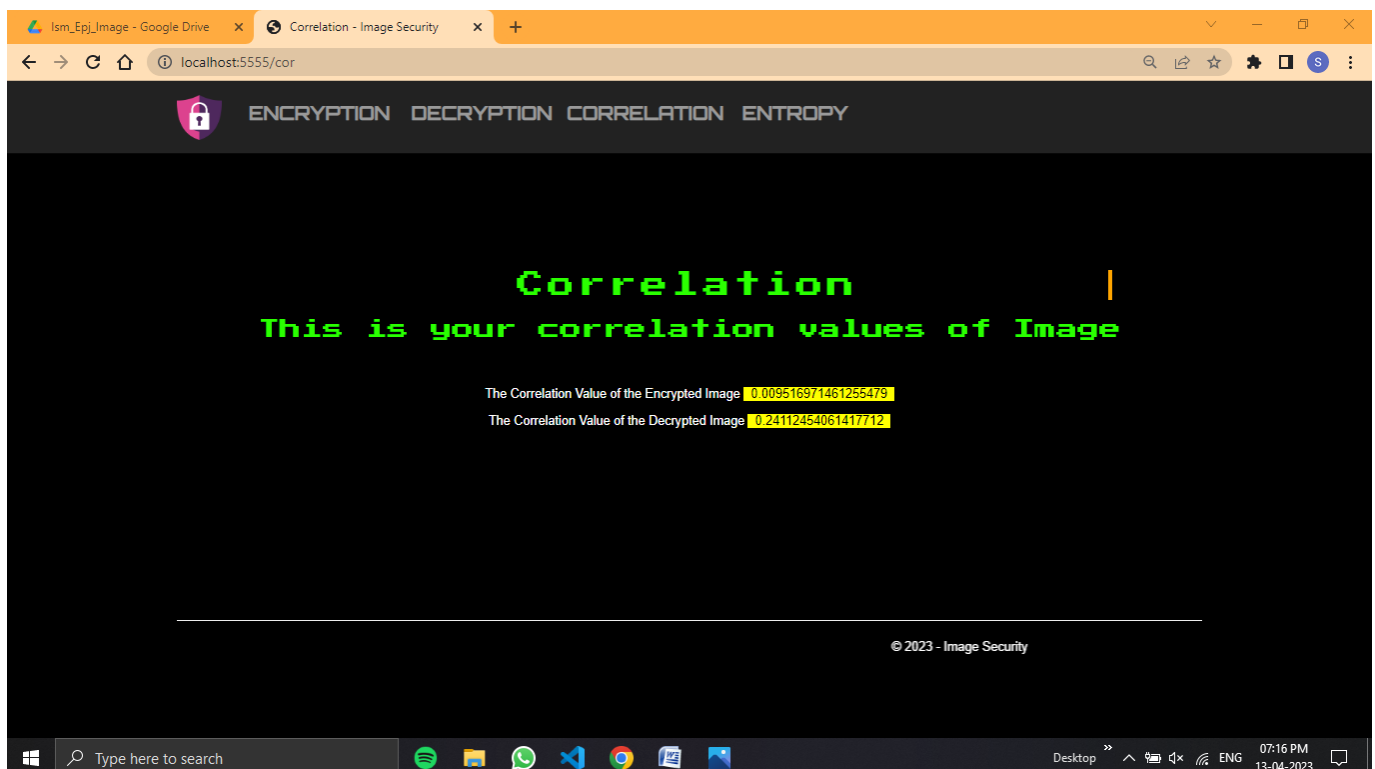 Ism_Epj_Image - Google Drive
Correlation - Image Security
localhost:5555/cor
S
ENCRYPTION DECRYPTION CORRELATION ENTROPY
Correlation
This is your correlation values of Image
The Correlation Value of the Encrypted Image 0.009516971461255479
The Correlation Value of the Decrypted Image 0.24112454061417712
© 2023 - Image Security
Type here to search
Desktop
ENG
07:16 PM
13-04-2023